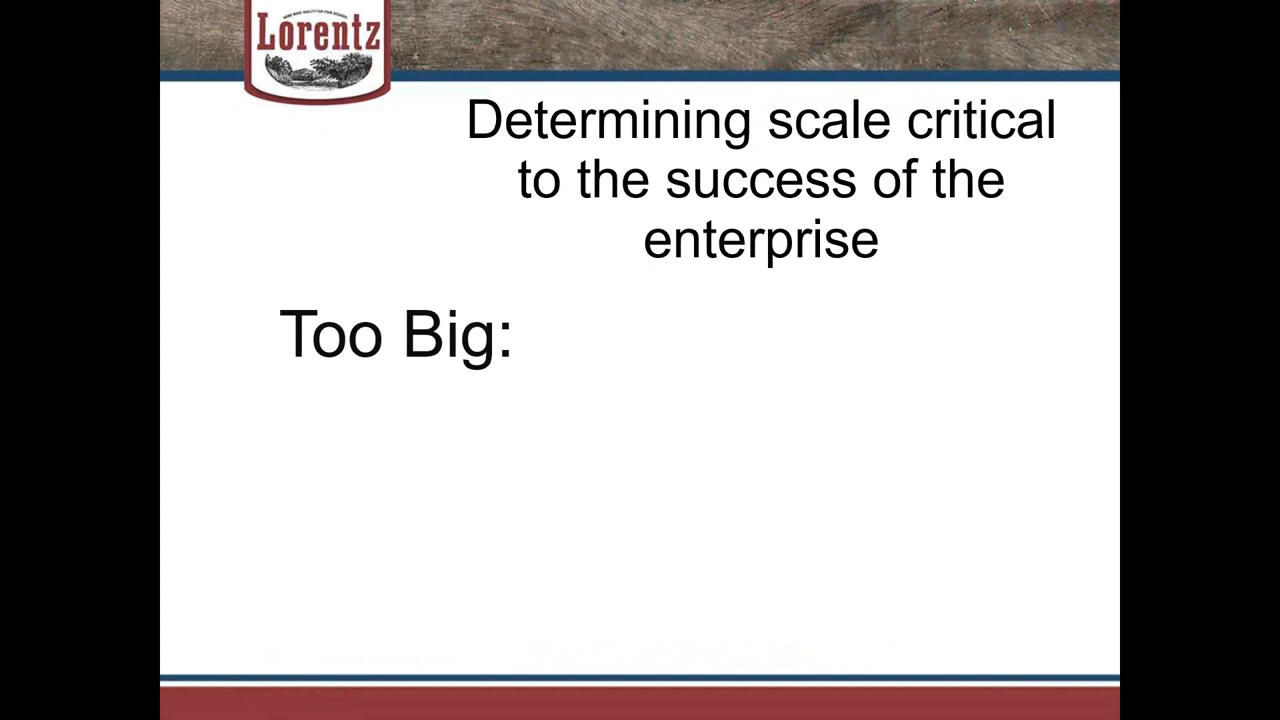 Lorentz
Determining scale critical
to the success of the
enterprise
Too Big: